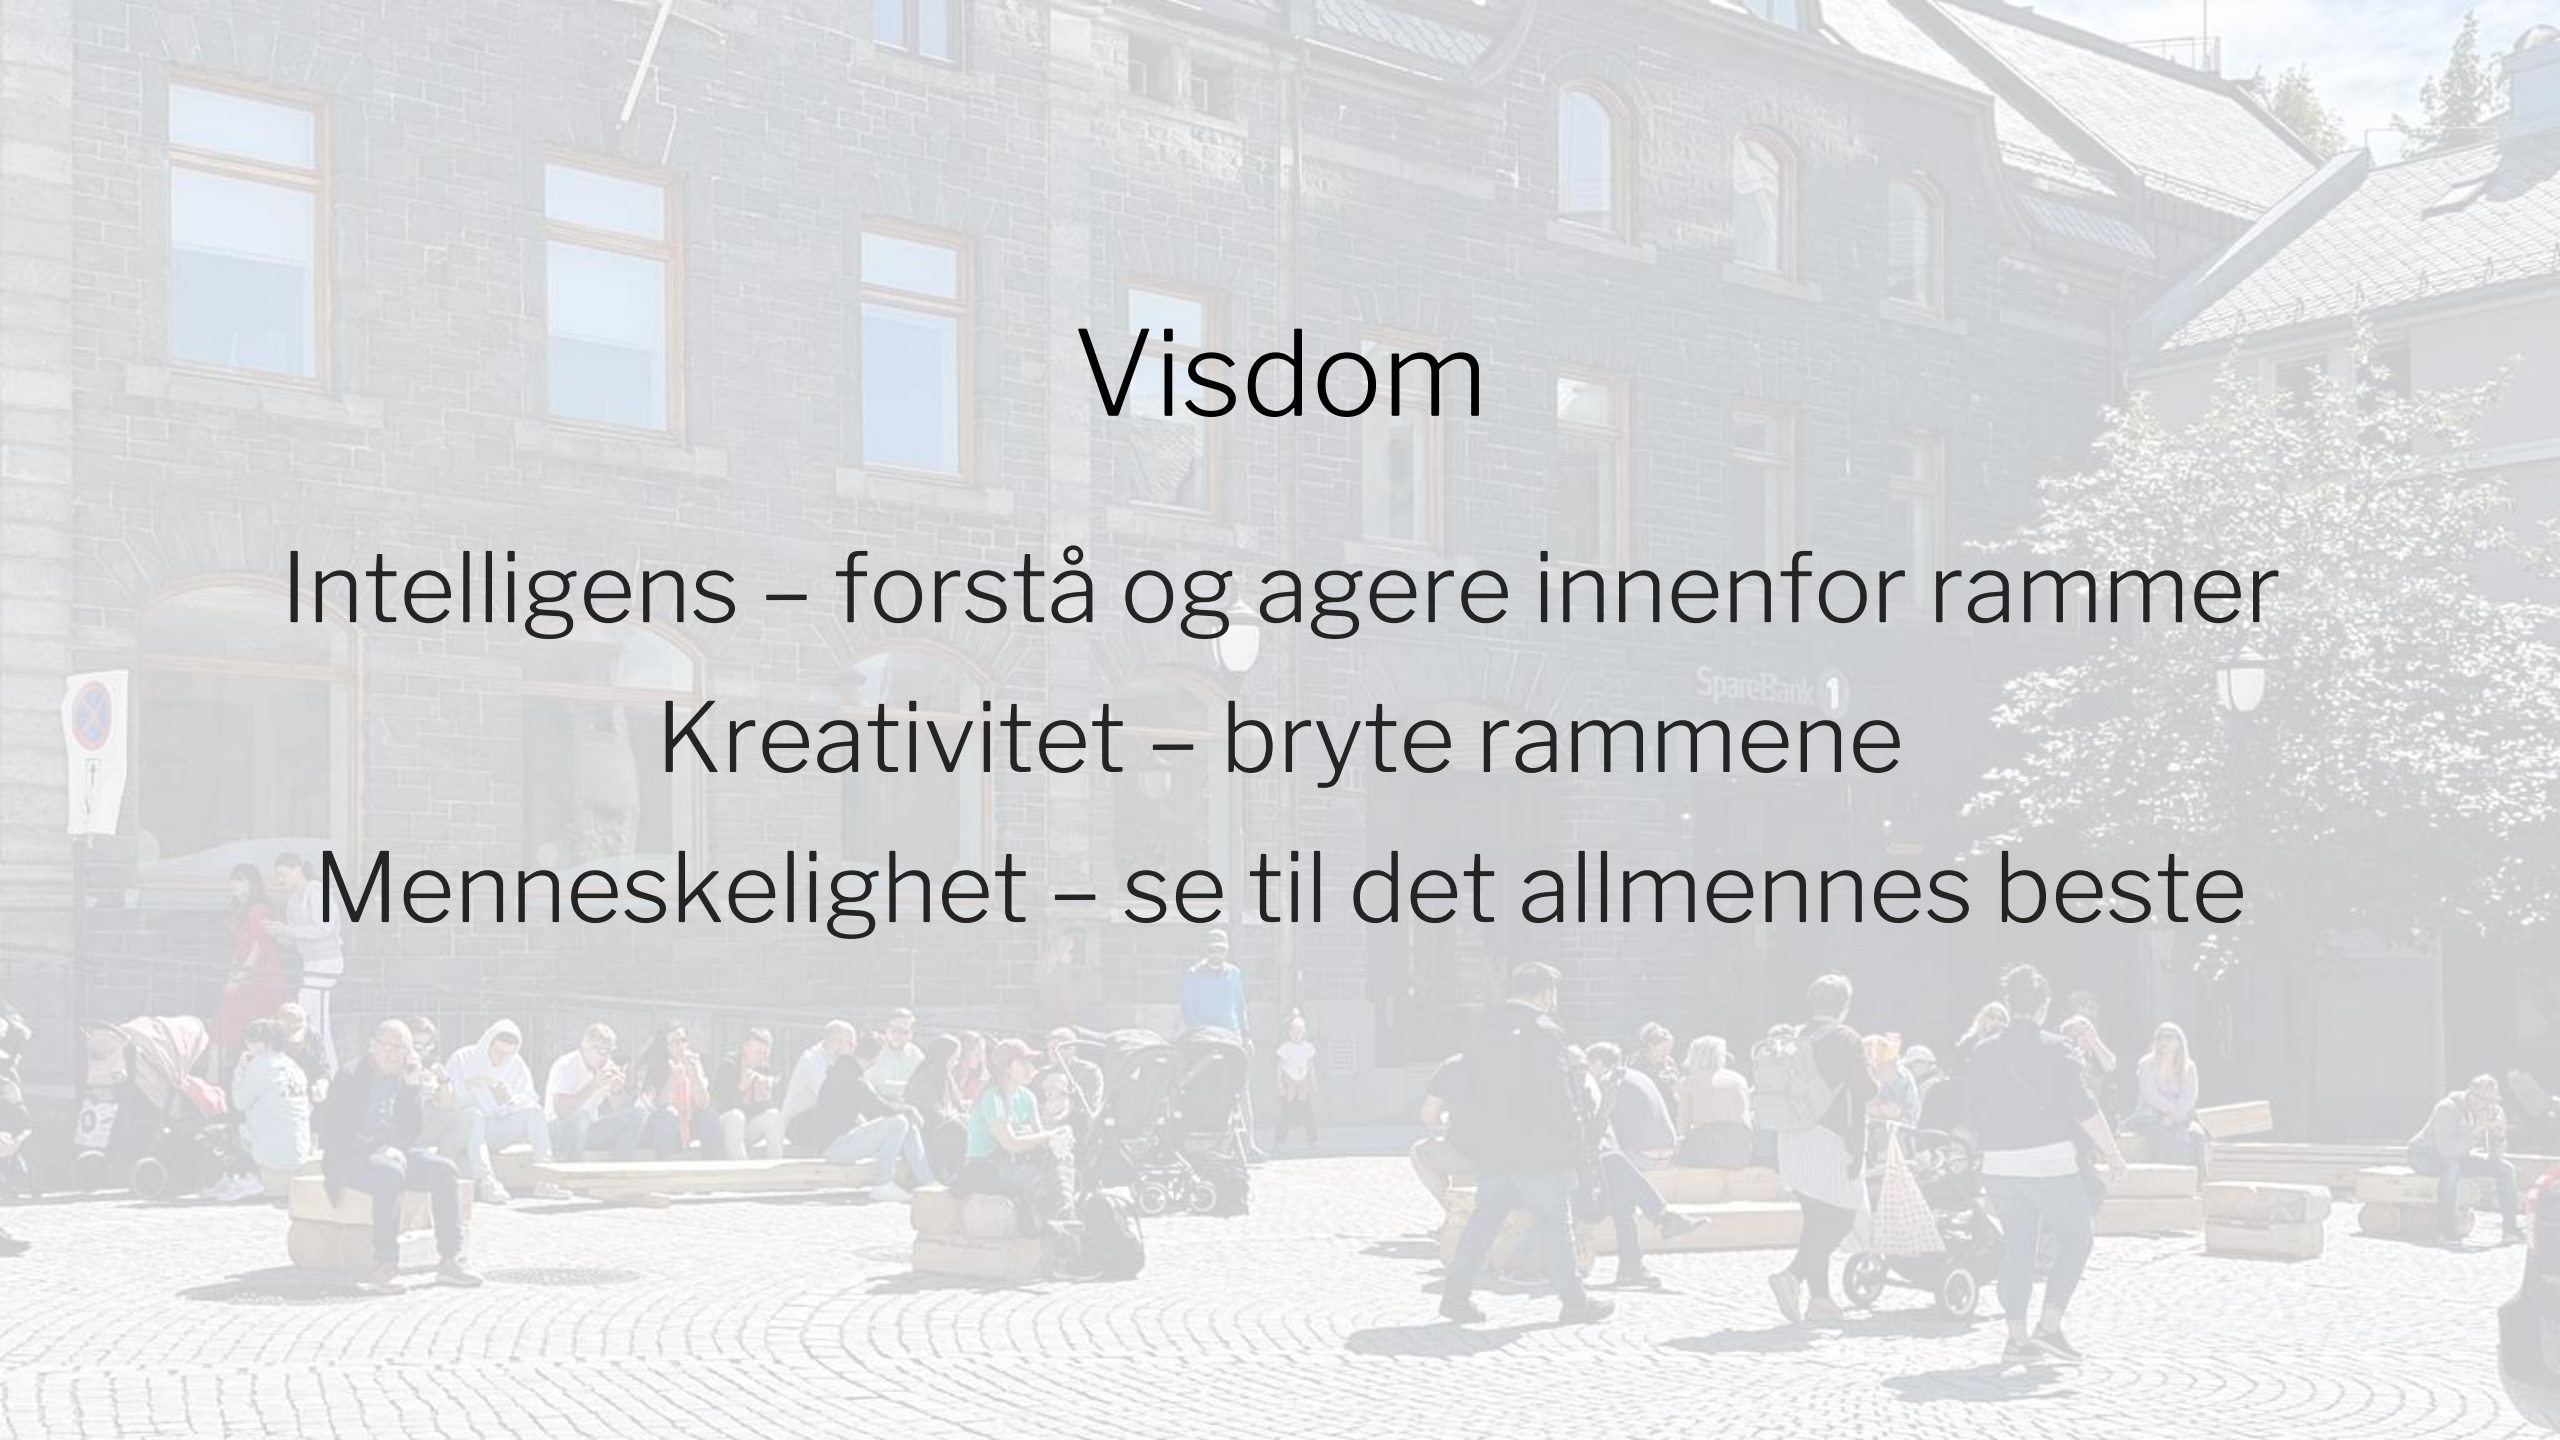 Visdom
Intelligens – forstå og agere innenfor rammer
SpareBank 1
Kreativitet – bryte rammene
Menneskelighet – se til det allmennes beste